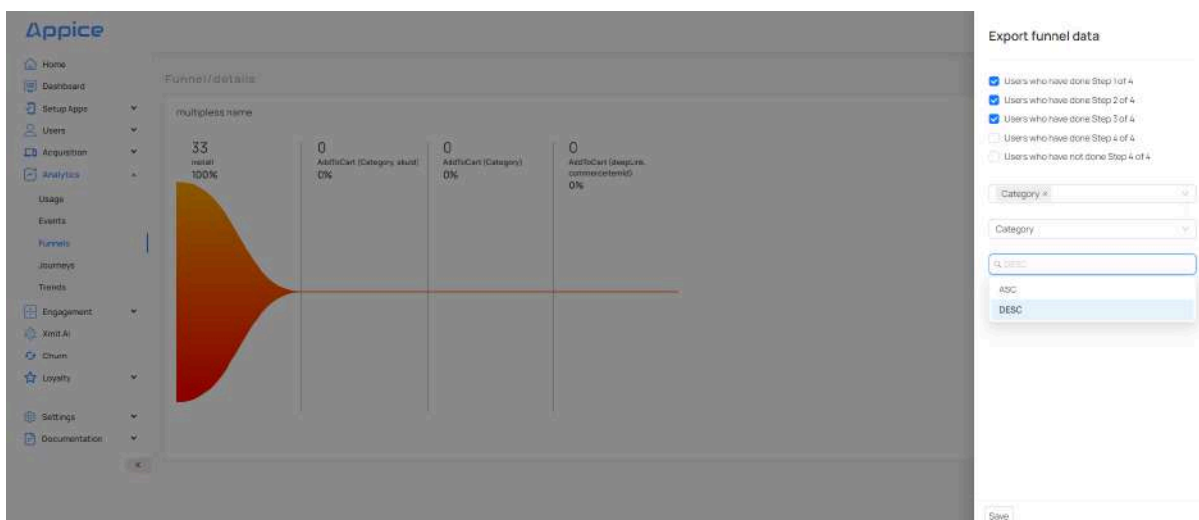 Appice
Home
Dashboard
Setup Apps
Users
Acquisition
Analytics
Usage
Events
Funnels
Journeys
Trends
Engagement
Xmit AI
Churn
Loyalty
Settings
Documentation
Funnel/details
multipless name
33
install
100%
0
AddToCart (Category, skuId)
0%
0
AddToCart (Category)
0%
0
AddToCart (deepLink,
commerceItemId)
0%
Export funnel data
Users who have done Step 1 of 4
Users who have done Step 2 of 4
Users who have done Step 3 of 4
Users who have done Step 4 of 4
Users who have not done Step 4 of 4
Category ×
Category
DESC
ASC
DESC
Save